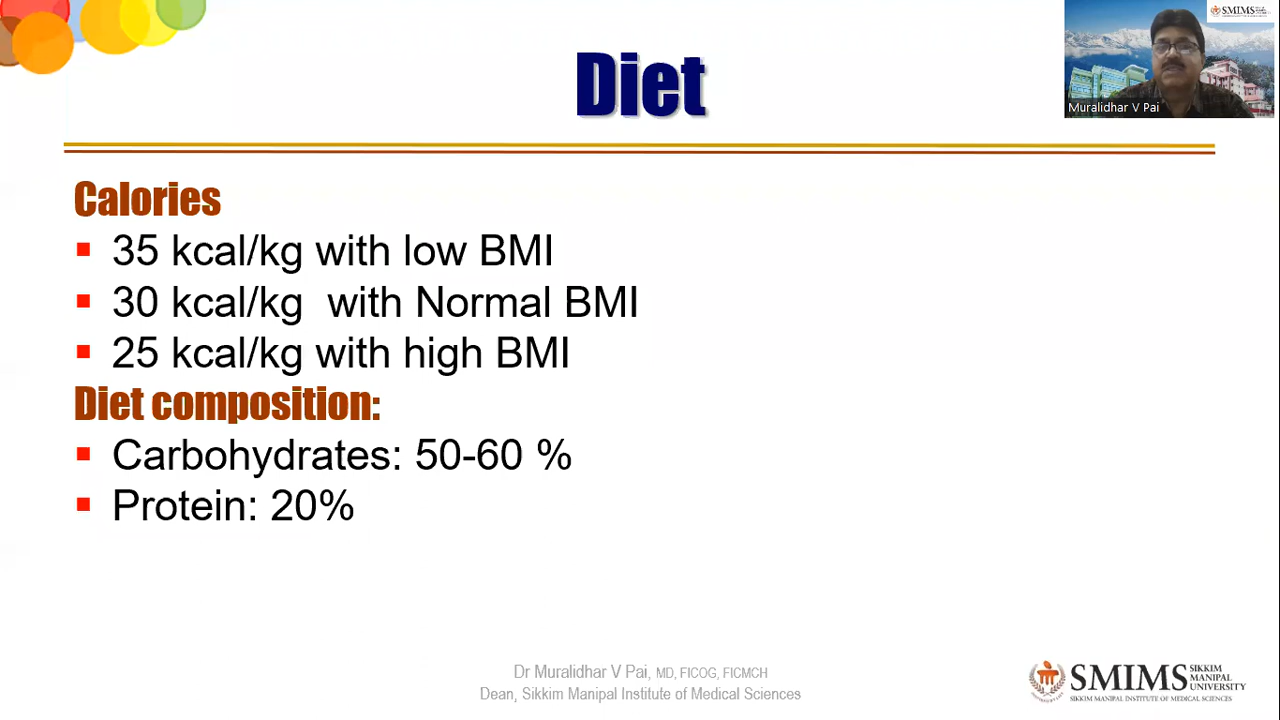 Diet
SMIMS
Muralidhar V Pai
Calories
▪ 35 kcal/kg with low BMI
▪ 30 kcal/kg  with Normal BMI
▪ 25 kcal/kg with high BMI
Diet composition:
▪ Carbohydrates: 50-60 %
▪ Protein: 20%
Dr Muralidhar V Pai, MD, FICOG, FICMCH
Dean, Sikkim Manipal Institute of Medical Sciences
SMIMS SIKKIM MANIPAL UNIVERSITY
SIKKIM MANIPAL INSTITUTE OF MEDICAL SCIENCES